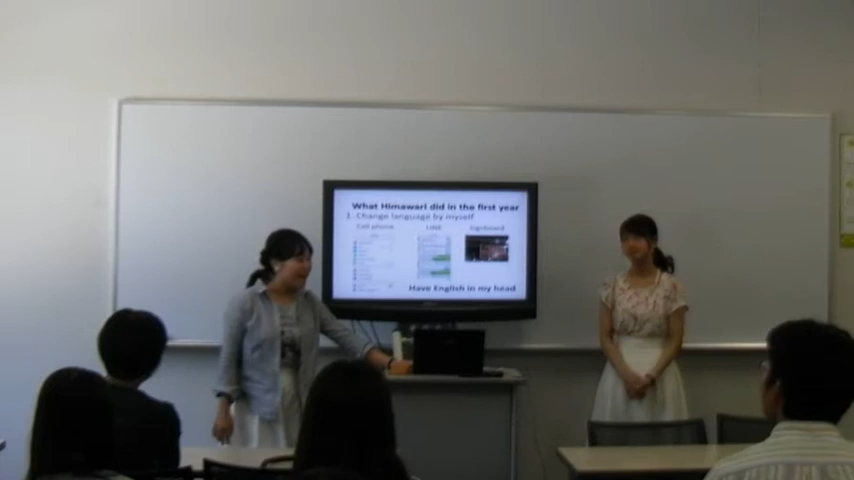 What Himawari did in the first year
1. Change language by myself
Cell phone LINE Signboard
Have English in my head